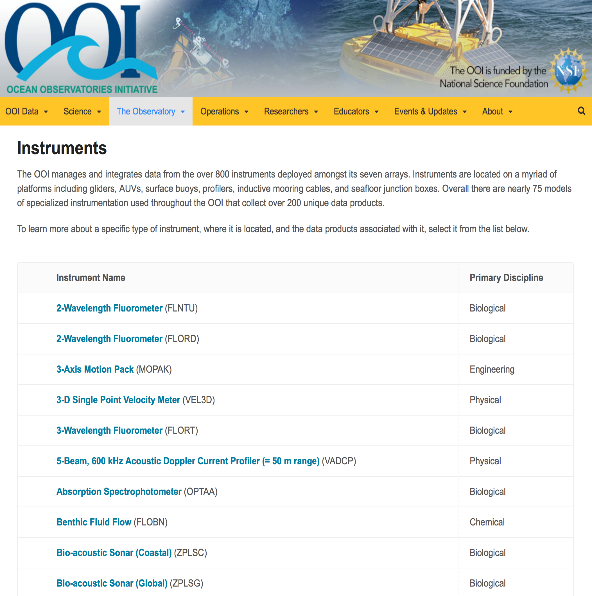 OOI
OCEAN OBSERVATORIES INITIATIVE
The OOI is funded by the
National Science Foundation
NSF
OOI Data Science The Observatory Operations Researchers Educators Events & Updates About
Instruments
The OOI manages and integrates data from the over 800 instruments deployed amongst its seven arrays. Instruments are located on a myriad of
platforms including gliders, AUVs, surface buoys, profilers, inductive mooring cables, and seafloor junction boxes. Overall there are nearly 75 models
of specialized instrumentation used throughout the OOI that collect over 200 unique data products.
To learn more about a specific type of instrument, where it is located, and the data products associated with it, select it from the list below.
Instrument Name Primary Discipline
2-Wavelength Fluorometer (FLNTU) Biological
2-Wavelength Fluorometer (FLORD) Biological
3-Axis Motion Pack (MOPAK) Engineering
3-D Single Point Velocity Meter (VEL3D) Physical
3-Wavelength Fluorometer (FLORT) Biological
5-Beam, 600 kHz Acoustic Doppler Current Profiler (= 50 m range) (VADCP) Physical
Absorption Spectrophotometer (OPTAA) Biological
Benthic Fluid Flow (FLOBN) Chemical
Bio-acoustic Sonar (Coastal) (ZPLSC) Biological
Bio-acoustic Sonar (Global) (ZPLSG) Biological